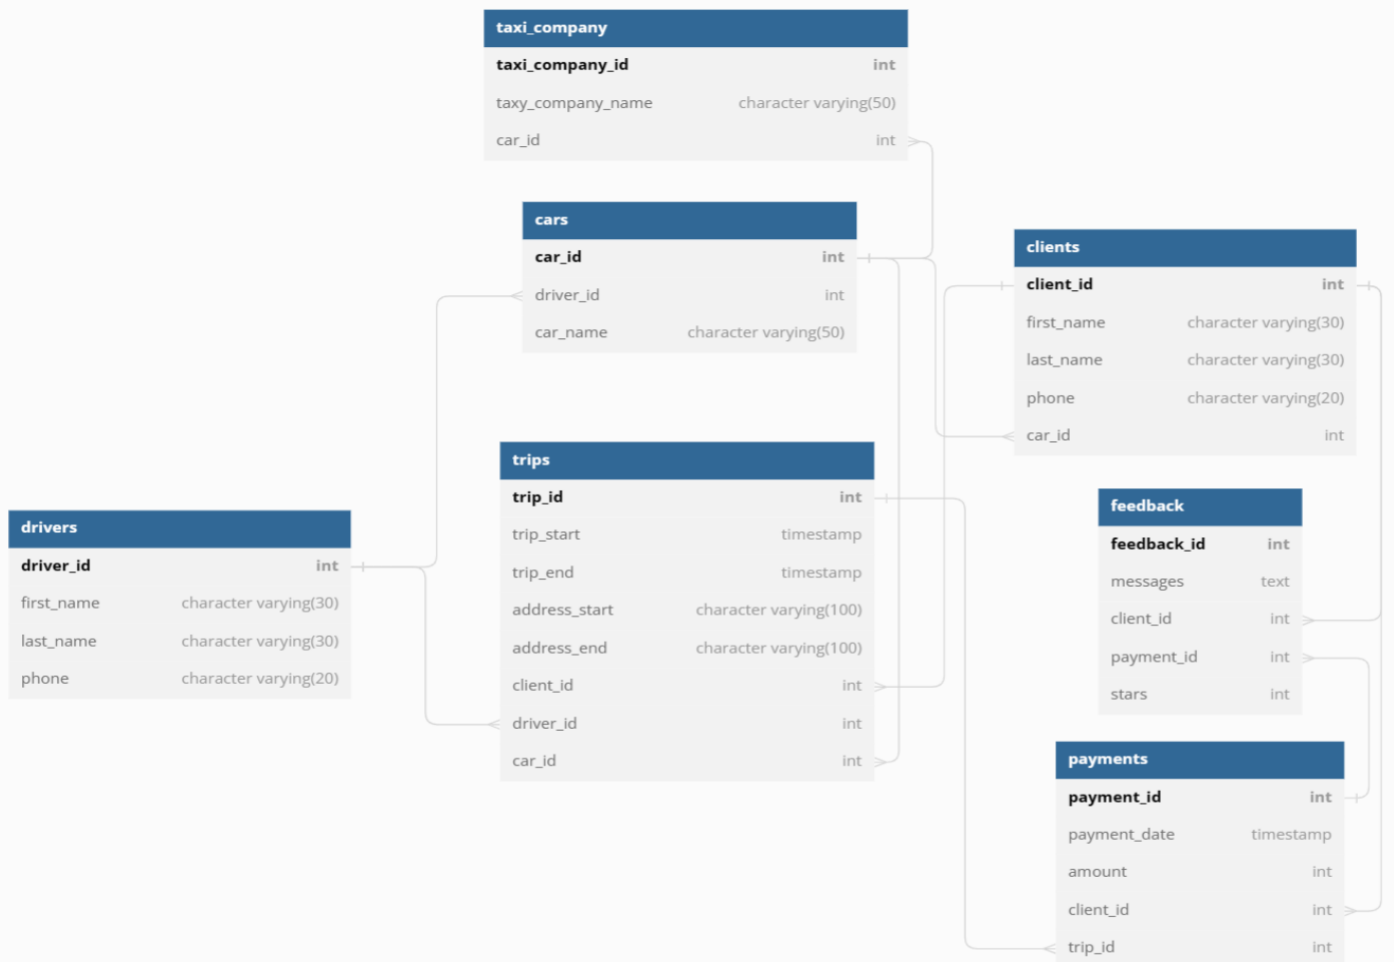 taxi_company
taxi_company_id int
taxy_company_name character varying(50)
car_id int
cars
car_id int
driver_id int
car_name character varying(50)
clients
client_id int
first_name character varying(30)
last_name character varying(30)
phone character varying(20)
car_id int
trips
trip_id int
trip_start timestamp
trip_end timestamp
address_start character varying(100)
address_end character varying(100)
client_id int
driver_id int
car_id int
drivers
driver_id int
first_name character varying(30)
last_name character varying(30)
phone character varying(20)
feedback
feedback_id int
messages text
client_id int
payment_id int
stars int
payments
payment_id int
payment_date timestamp
amount int
client_id int
trip_id int